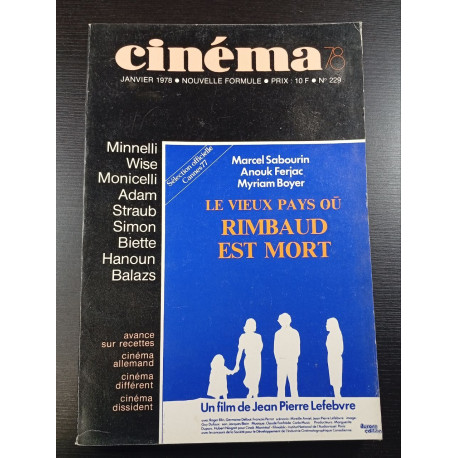 cinéma 78
JANVIER 1978 ● NOUVELLE FORMULE ● PRIX : 10 F ● N° 229
Minnelli
Wise
Monicelli
Adam
Straub
Simon
Biette
Hanoun
Balazs
avance
sur recettes
cinéma
allemand
cinéma
différent
cinéma
dissident
Sélection officielle
Cannes 77
Marcel Sabourin
Anouk Ferjac
Myriam Boyer
LE VIEUX PAYS OÙ
RIMBAUD
EST MORT
Un film de Jean Pierre Lefebvre